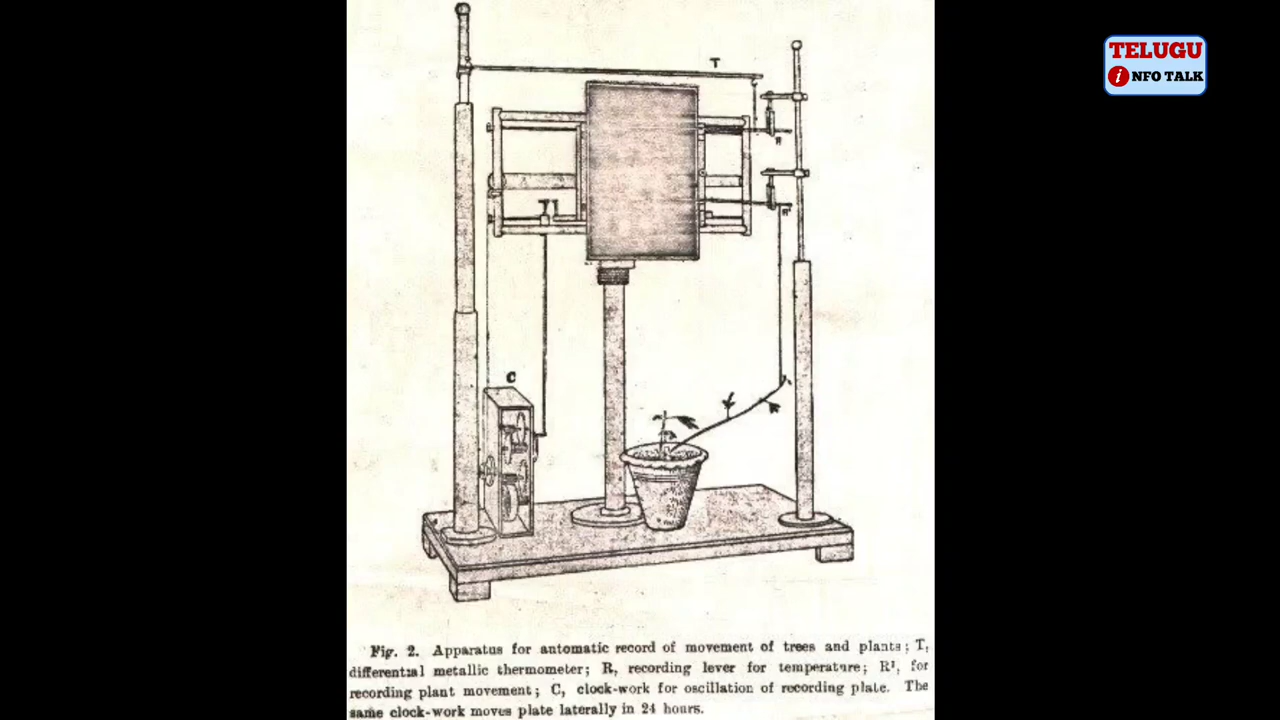 TELUGU
iNFO TALK
T
R
R¹
C
Fig. 2. Apparatus for automatic record of movement of trees and plants; T,
differential metallic thermometer; R, recording lever for temperature; R¹, for
recording plant movement; C, clock-work for oscillation of recording plate. The
same clock-work moves plate laterally in 24 hours.